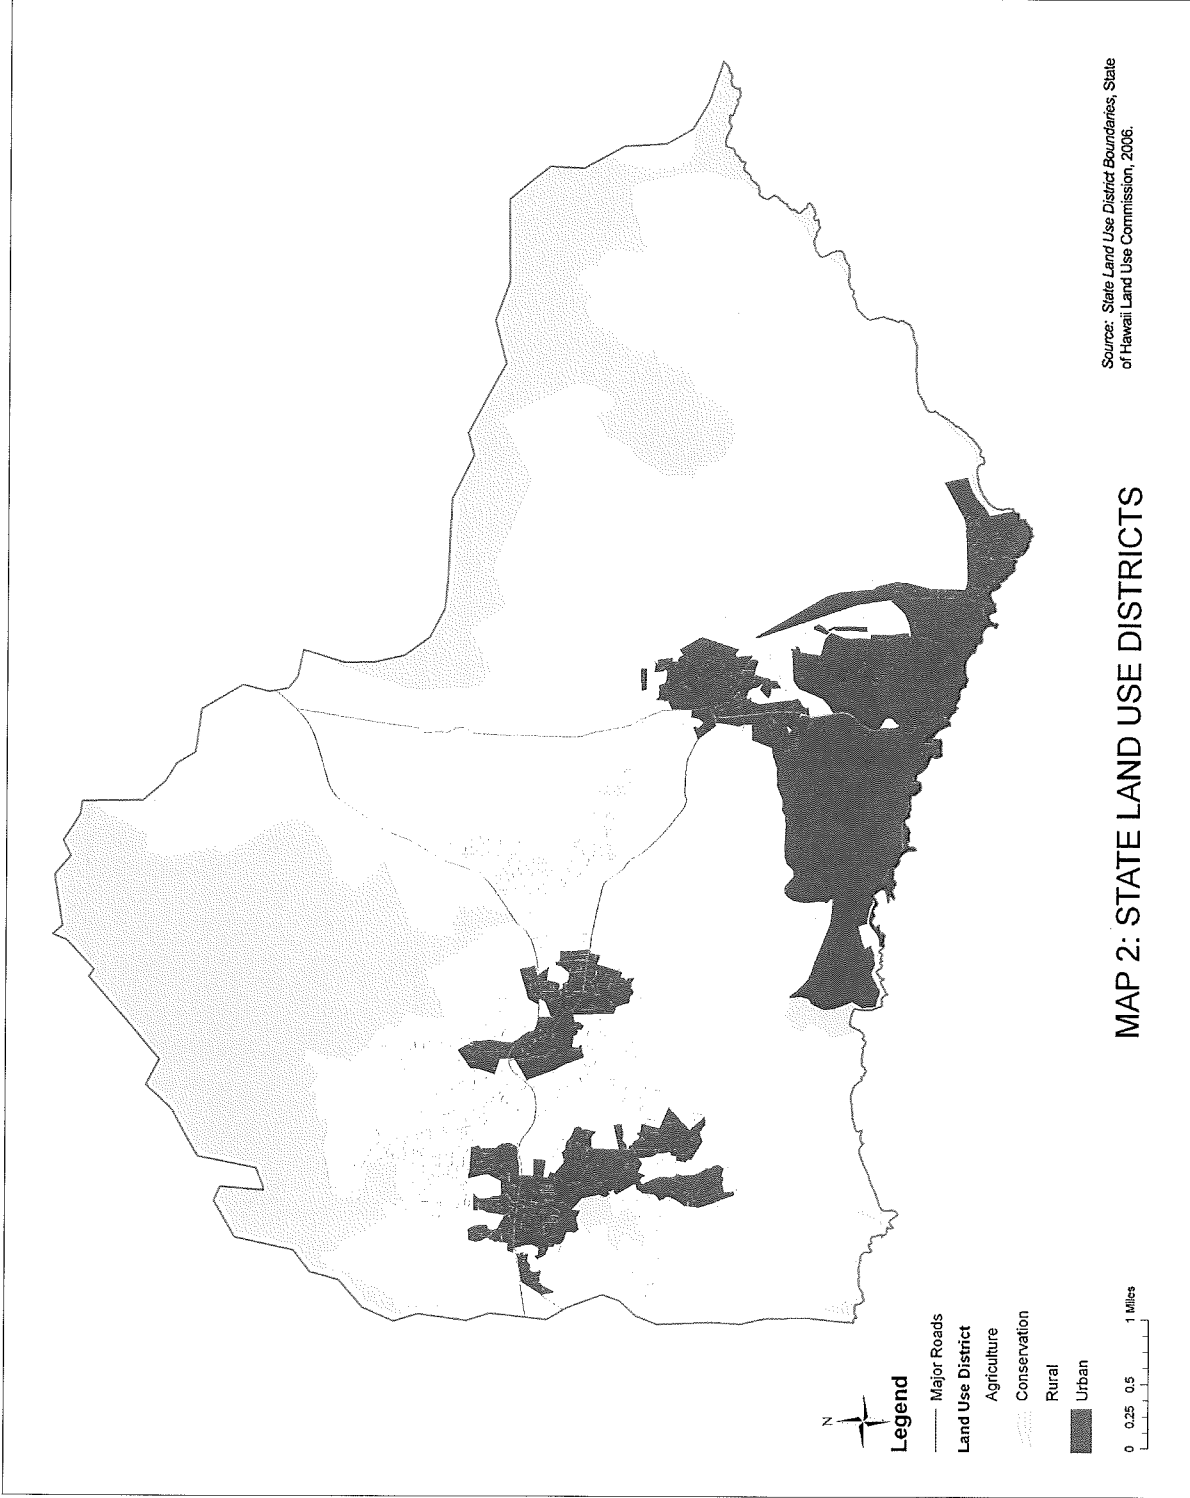 MAP 2: STATE LAND USE DISTRICTS
Source: State Land Use District Boundaries, State
of Hawaii Land Use Commission, 2006.
N
Legend
Major Roads
Land Use District
Agriculture
Conservation
Rural
Urban
0 0.25 0.5 1 Miles